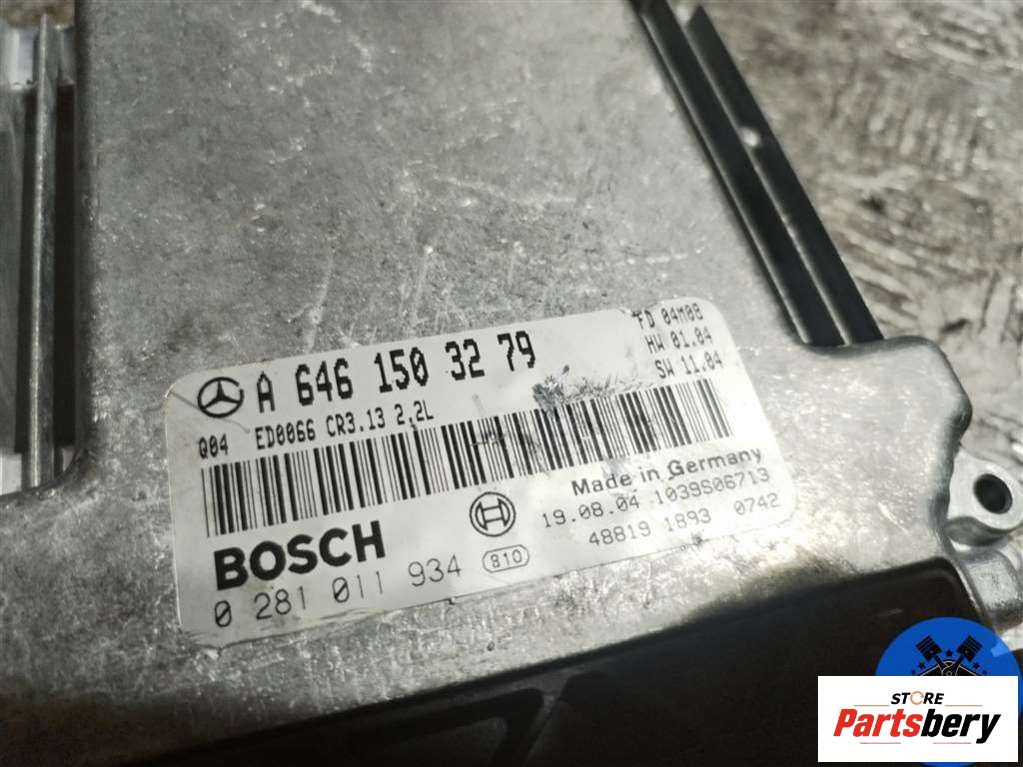 A 646 150 32 79
FD 04M08
HW 01.04
SW 11.04
Q04 ED0066 CR3.13 2,2L
Made in Germany
BOSCH
19.08.04 1039S06713
0 281 011 934 810
48819 1893 0742
STORE
Partsbery